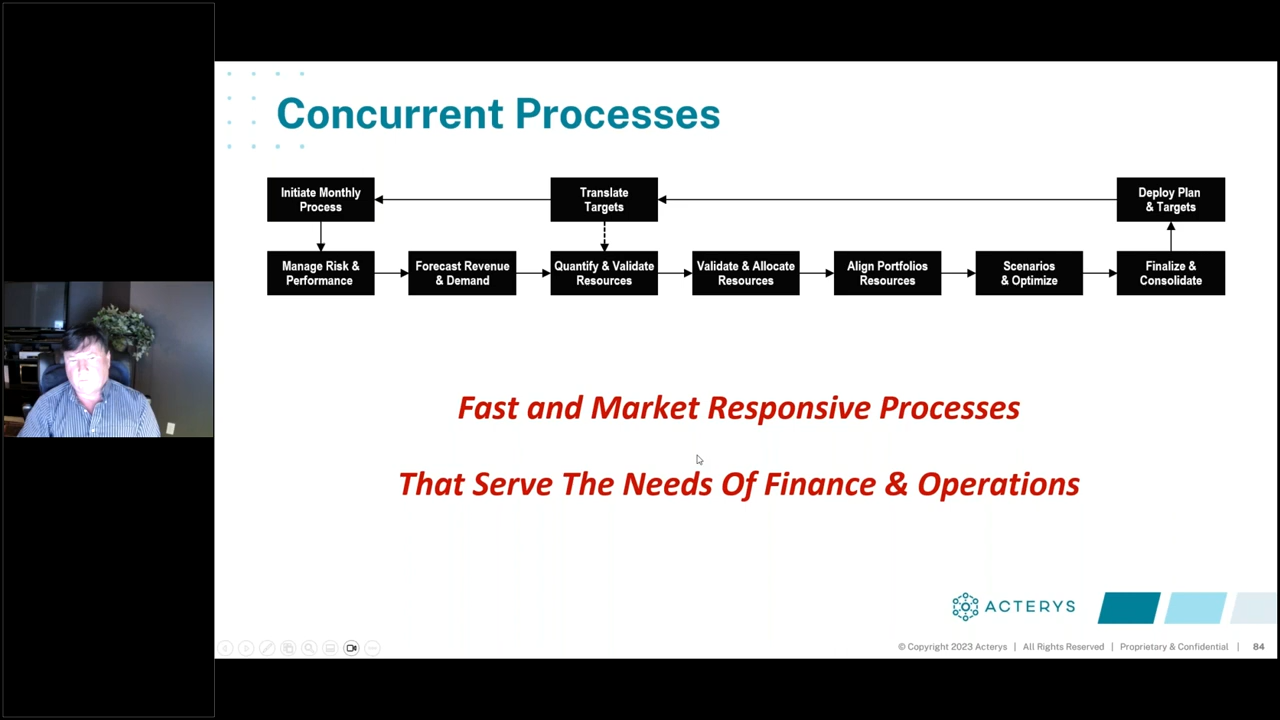 Concurrent Processes
Initiate Monthly
Process
Translate
Targets
Deploy Plan
& Targets
Manage Risk &
Performance
Forecast Revenue
& Demand
Quantify & Validate
Resources
Validate & Allocate
Resources
Align Portfolios
Resources
Scenarios
& Optimize
Finalize &
Consolidate
Fast and Market Responsive Processes
That Serve The Needs Of Finance & Operations
ACTERYS
© Copyright 2023 Acterys | All Rights Reserved | Proprietary & Confidential | 84